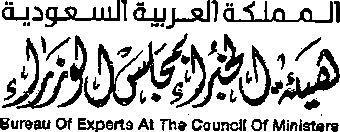 المملكة العربية السعودية
هيئة الخبراء بمجلس الوزراء
Bureau Of Experts At The Council Of Ministers